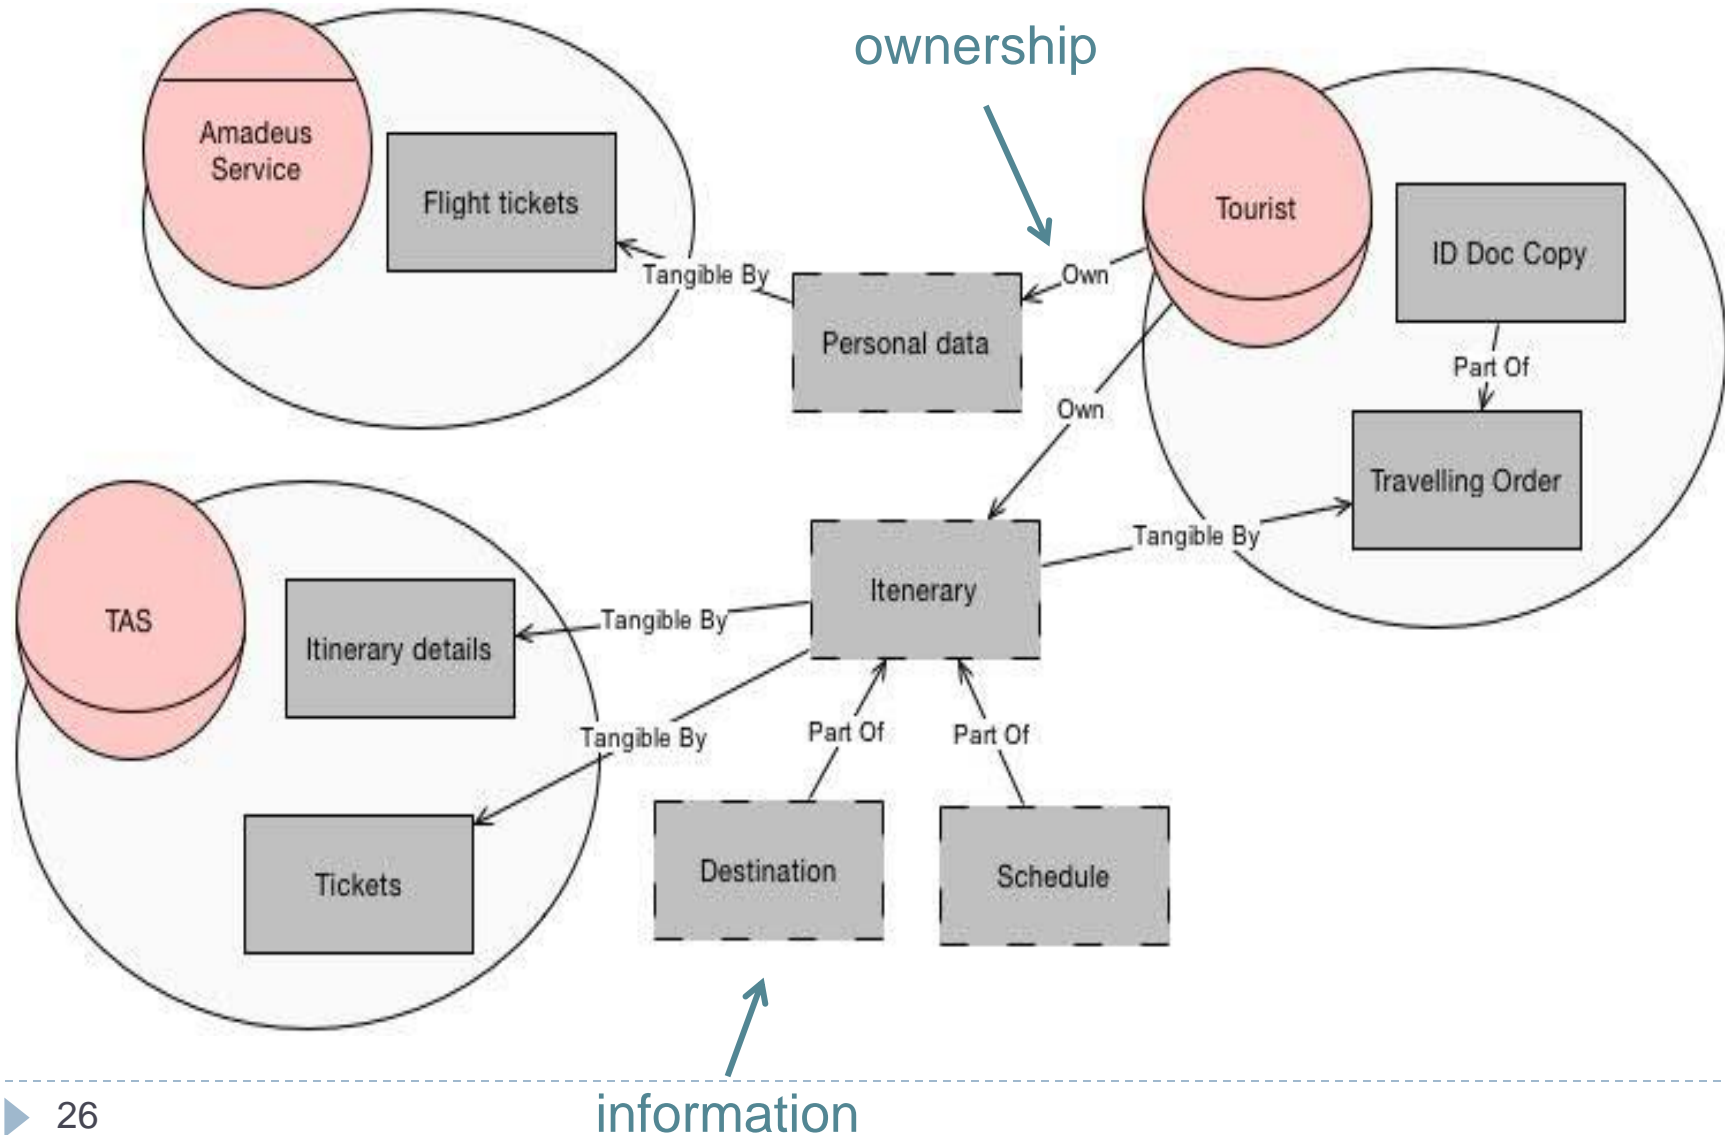 ownership
Amadeus
Service
Flight tickets
Tangible By
Personal data
Own
Tourist
ID Doc Copy
Part Of
Travelling Order
Own
Tangible By
Itenerary
TAS
Itinerary details
Tangible By
Tangible By
Tickets
Part Of
Part Of
Destination
Schedule
26
information